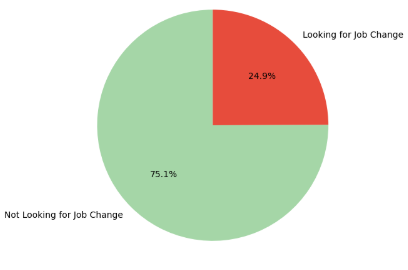 Looking for Job Change
24.9%
75.1%
Not Looking for Job Change